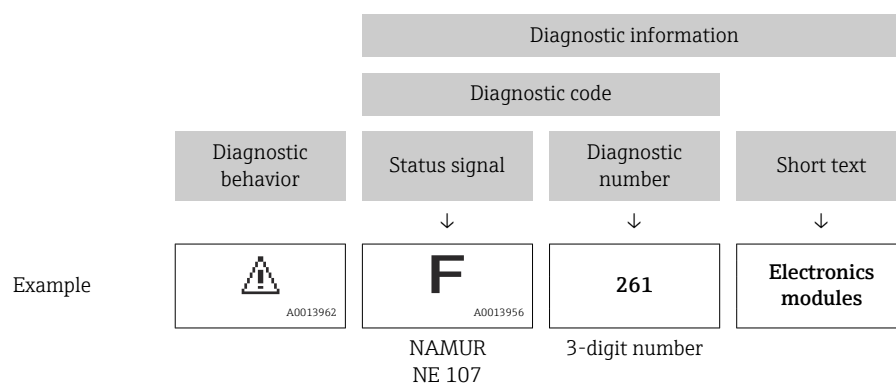 Diagnostic information
Diagnostic code
Diagnostic
behavior
Status signal
Diagnostic
number
Short text
↓
↓
↓
Example
A0013962
F
A0013956
261
Electronics
modules
NAMUR
NE 107
3-digit number